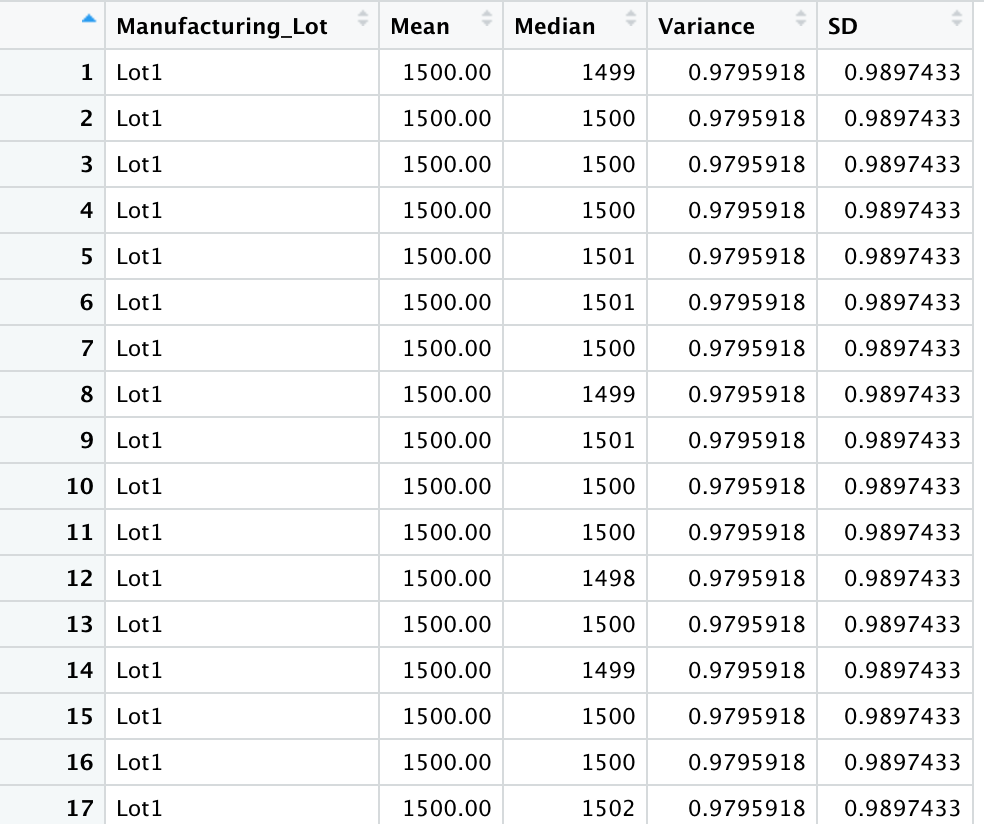 Manufacturing_Lot Mean Median Variance SD
1 Lot1 1500.00 1499 0.9795918 0.9897433
2 Lot1 1500.00 1500 0.9795918 0.9897433
3 Lot1 1500.00 1500 0.9795918 0.9897433
4 Lot1 1500.00 1500 0.9795918 0.9897433
5 Lot1 1500.00 1501 0.9795918 0.9897433
6 Lot1 1500.00 1501 0.9795918 0.9897433
7 Lot1 1500.00 1500 0.9795918 0.9897433
8 Lot1 1500.00 1499 0.9795918 0.9897433
9 Lot1 1500.00 1501 0.9795918 0.9897433
10 Lot1 1500.00 1500 0.9795918 0.9897433
11 Lot1 1500.00 1500 0.9795918 0.9897433
12 Lot1 1500.00 1498 0.9795918 0.9897433
13 Lot1 1500.00 1500 0.9795918 0.9897433
14 Lot1 1500.00 1499 0.9795918 0.9897433
15 Lot1 1500.00 1500 0.9795918 0.9897433
16 Lot1 1500.00 1500 0.9795918 0.9897433
17 Lot1 1500.00 1502 0.9795918 0.9897433